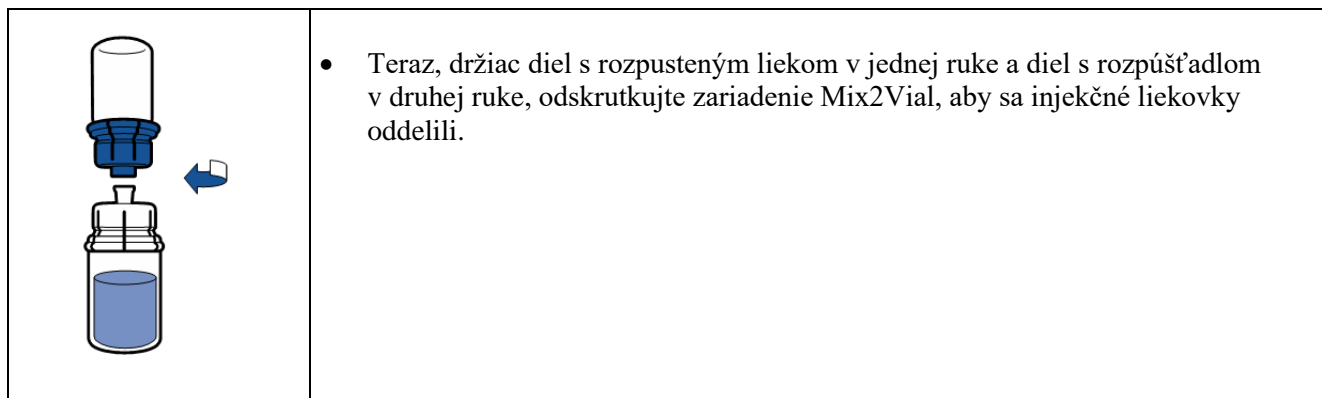 • Teraz, držiac diel s rozpusteným liekom v jednej ruke a diel s rozpúšťadlom
v druhej ruke, odskrutkujte zariadenie Mix2Vial, aby sa injekčné liekovky
oddelili.